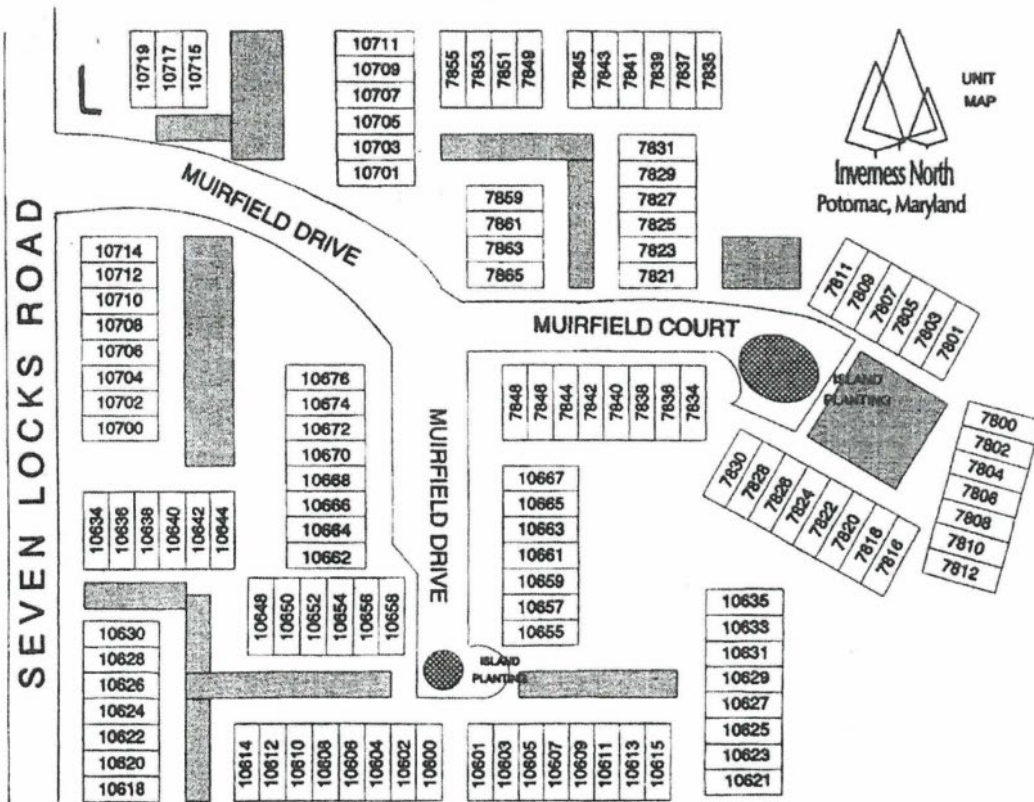 10719 10717 10715
10711
10709
10707
10705
10703
10701
7855 7853 7851 7849
7845 7843 7841 7839 7837 7835
UNIT
MAP
Inverness North
Potomac, Maryland
7859
7861
7863
7865
7831
7829
7827
7825
7823
7821
MUIRFIELD DRIVE
MUIRFIELD COURT
SEVEN LOCKS ROAD
7811 7809 7807 7805 7803 7801
ISLAND
PLANTING
10714
10712
10710
10708
10706
10704
10702
10700
10676
10674
10672
10670
10668
10666
10664
10662
MUIRFIELD DRIVE
7848 7846 7844 7842 7840 7838 7836 7834
7800
7802
7804
7806
7808
7810
7812
7830 7828 7826 7824 7822 7820 7818 7816
10667
10665
10663
10661
10659
10657
10655
10634 10636 10638 10640 10642 10644
10648 10650 10652 10654 10656 10658
10630
10628
10626
10624
10622
10620
10618
ISLAND
PLANTING
10635
10633
10631
10629
10627
10625
10623
10621
10614 10612 10610 10608 10606 10604 10602 10600
10601 10603 10605 10607 10609 10611 10613 10615